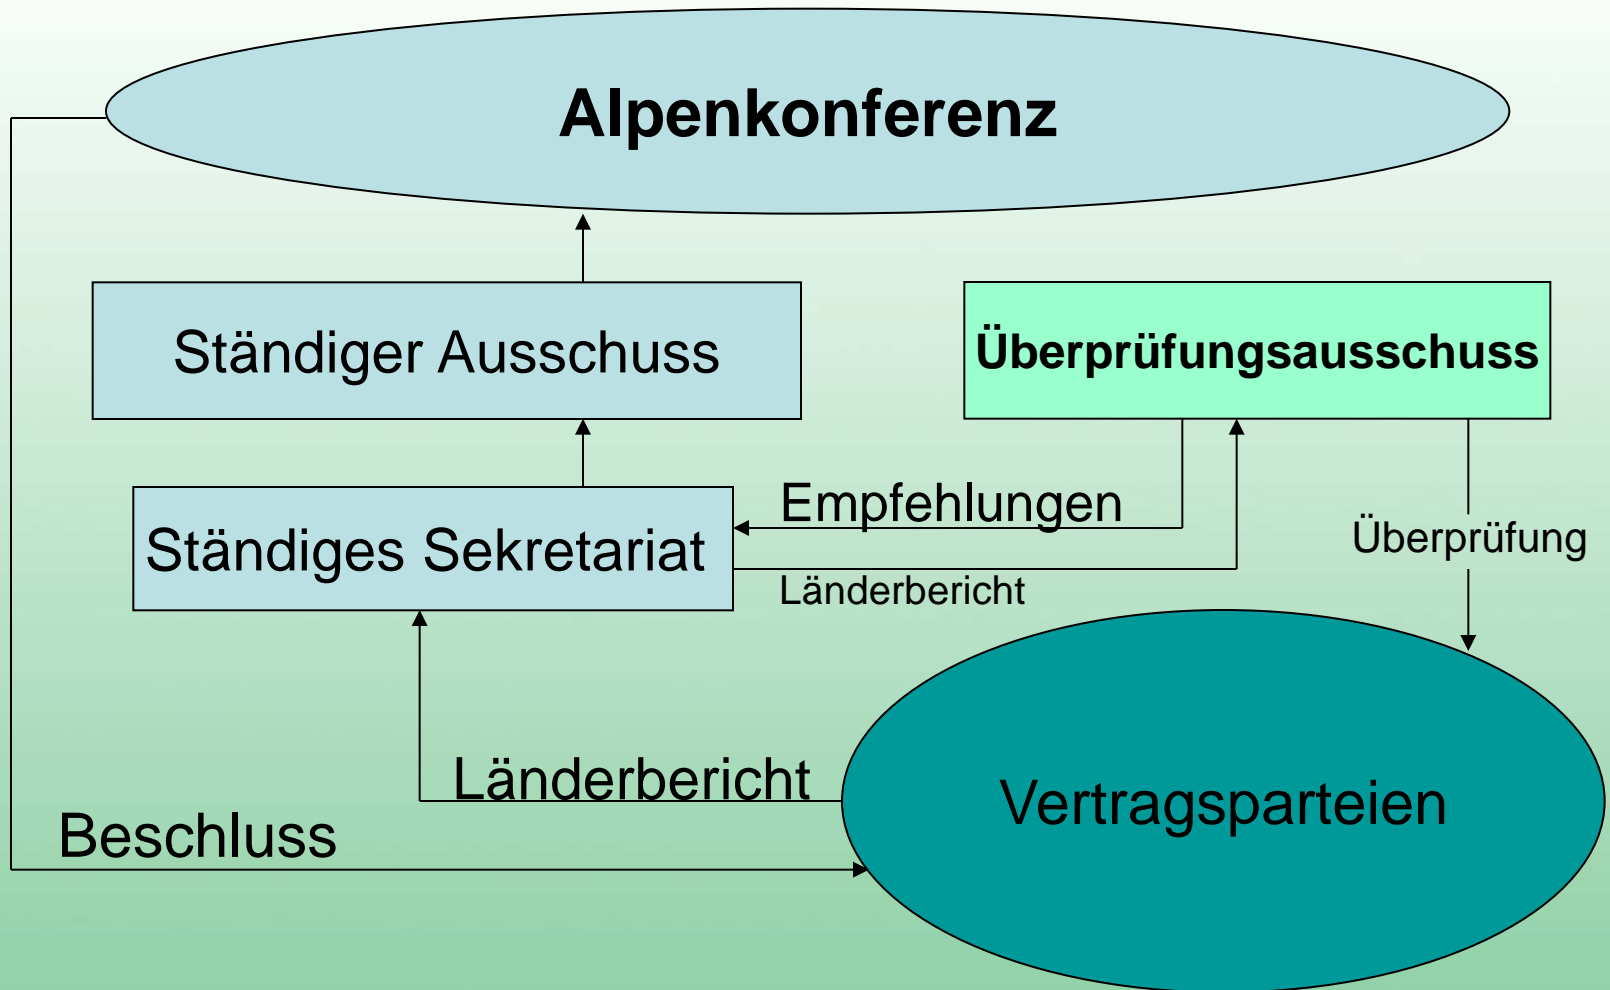 Alpenkonferenz
Ständiger Ausschuss
Überprüfungsausschuss
Empfehlungen
Ständiges Sekretariat
Überprüfung
Länderbericht
Länderbericht
Vertragsparteien
Beschluss